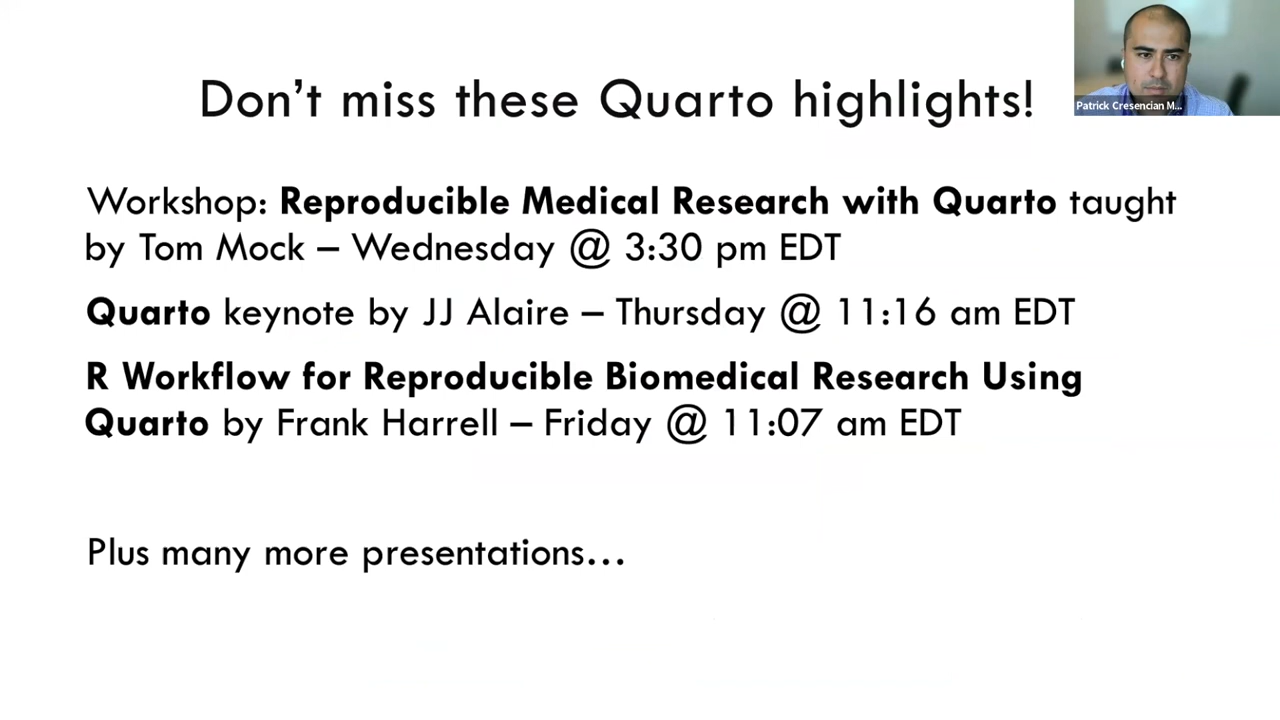 Don't miss these Quarto highlights!
Patrick Cresencian M...
Workshop: Reproducible Medical Research with Quarto taught
by Tom Mock – Wednesday @ 3:30 pm EDT
Quarto keynote by JJ Alaire – Thursday @ 11:16 am EDT
R Workflow for Reproducible Biomedical Research Using
Quarto by Frank Harrell – Friday @ 11:07 am EDT
Plus many more presentations…